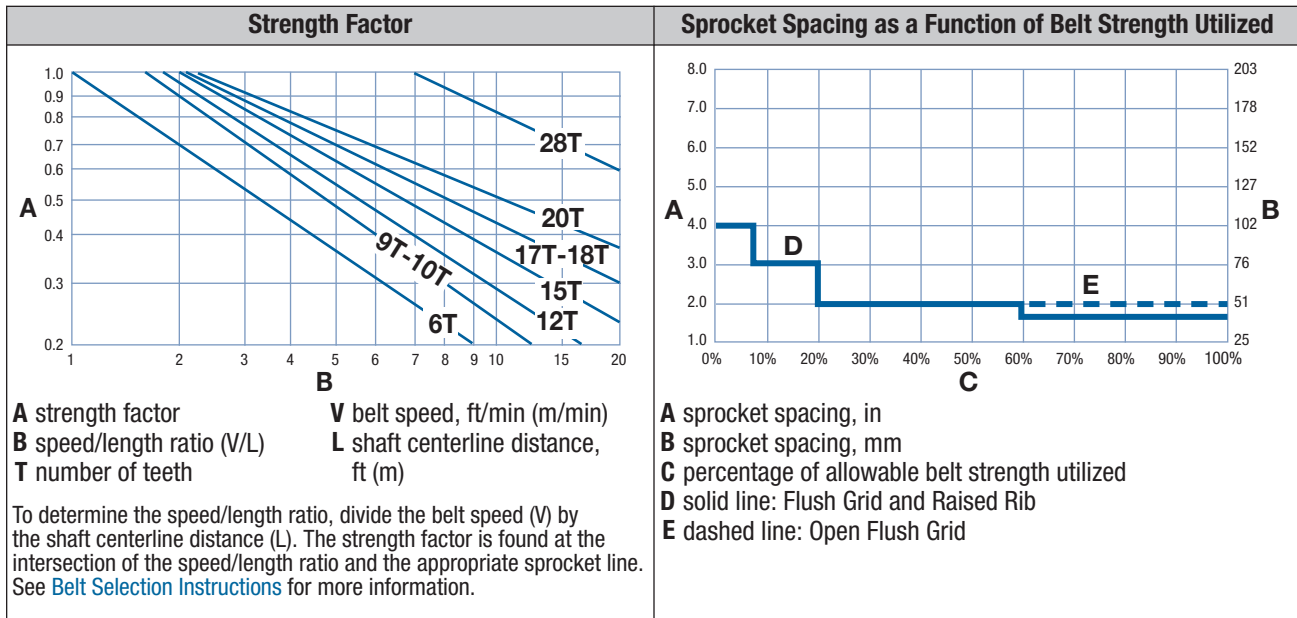 Strength Factor
1.0
0.9
0.8
0.7
0.6
0.5
0.4
0.3
0.2
A
1 2 3 4 5 6 7 8 9 10 15 20
B
28T
20T
17T-18T
15T
12T
9T-10T
6T
A strength factor
B speed/length ratio (V/L)
T number of teeth
V belt speed, ft/min (m/min)
L shaft centerline distance,
ft (m)
To determine the speed/length ratio, divide the belt speed (V) by
the shaft centerline distance (L). The strength factor is found at the
intersection of the speed/length ratio and the appropriate sprocket line.
See Belt Selection Instructions for more information.
Sprocket Spacing as a Function of Belt Strength Utilized
8.0
7.0
6.0
5.0
4.0
3.0
2.0
1.0
A
203
178
152
127
102
76
51
25
B
D
E
0% 10% 20% 30% 40% 50% 60% 70% 80% 90% 100%
C
A sprocket spacing, in
B sprocket spacing, mm
C percentage of allowable belt strength utilized
D solid line: Flush Grid and Raised Rib
E dashed line: Open Flush Grid